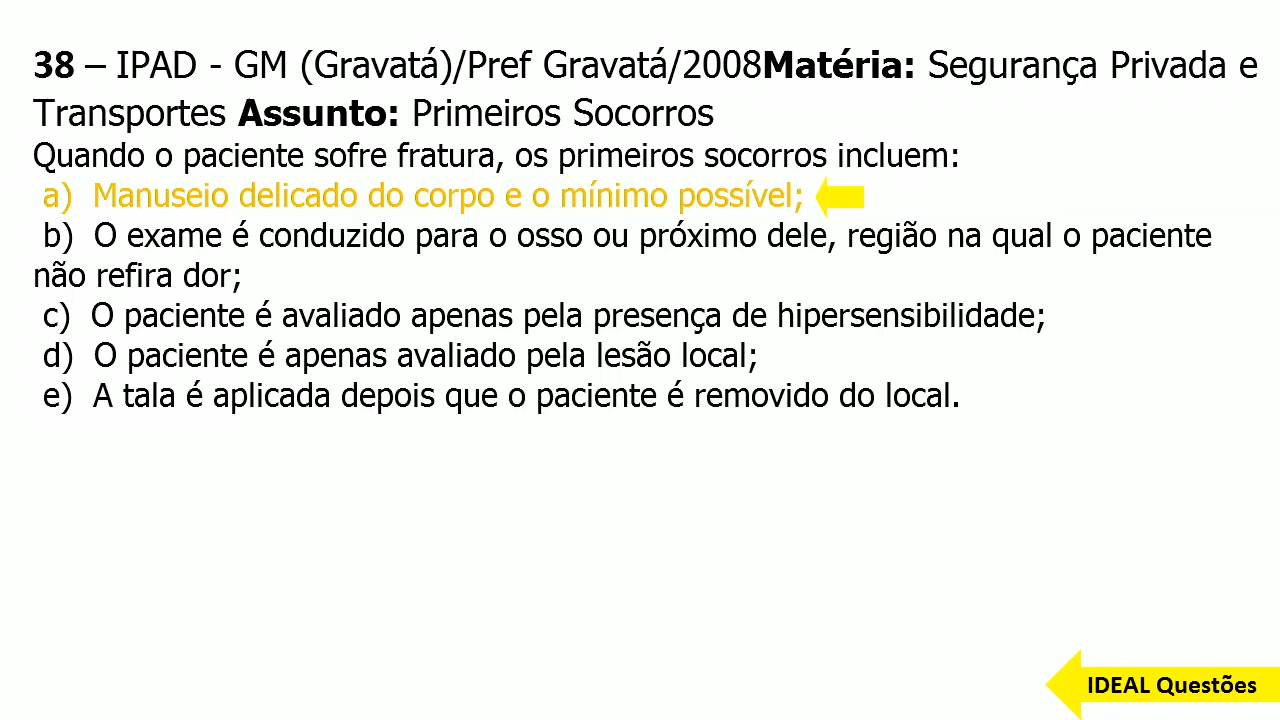 38 – IPAD - GM (Gravatá)/Pref Gravatá/2008Matéria: Segurança Privada e
Transportes Assunto: Primeiros Socorros
Quando o paciente sofre fratura, os primeiros socorros incluem:
a) Manuseio delicado do corpo e o mínimo possível;
b) O exame é conduzido para o osso ou próximo dele, região na qual o paciente
não refira dor;
c) O paciente é avaliado apenas pela presença de hipersensibilidade;
d) O paciente é apenas avaliado pela lesão local;
e) A tala é aplicada depois que o paciente é removido do local.
IDEAL Questões